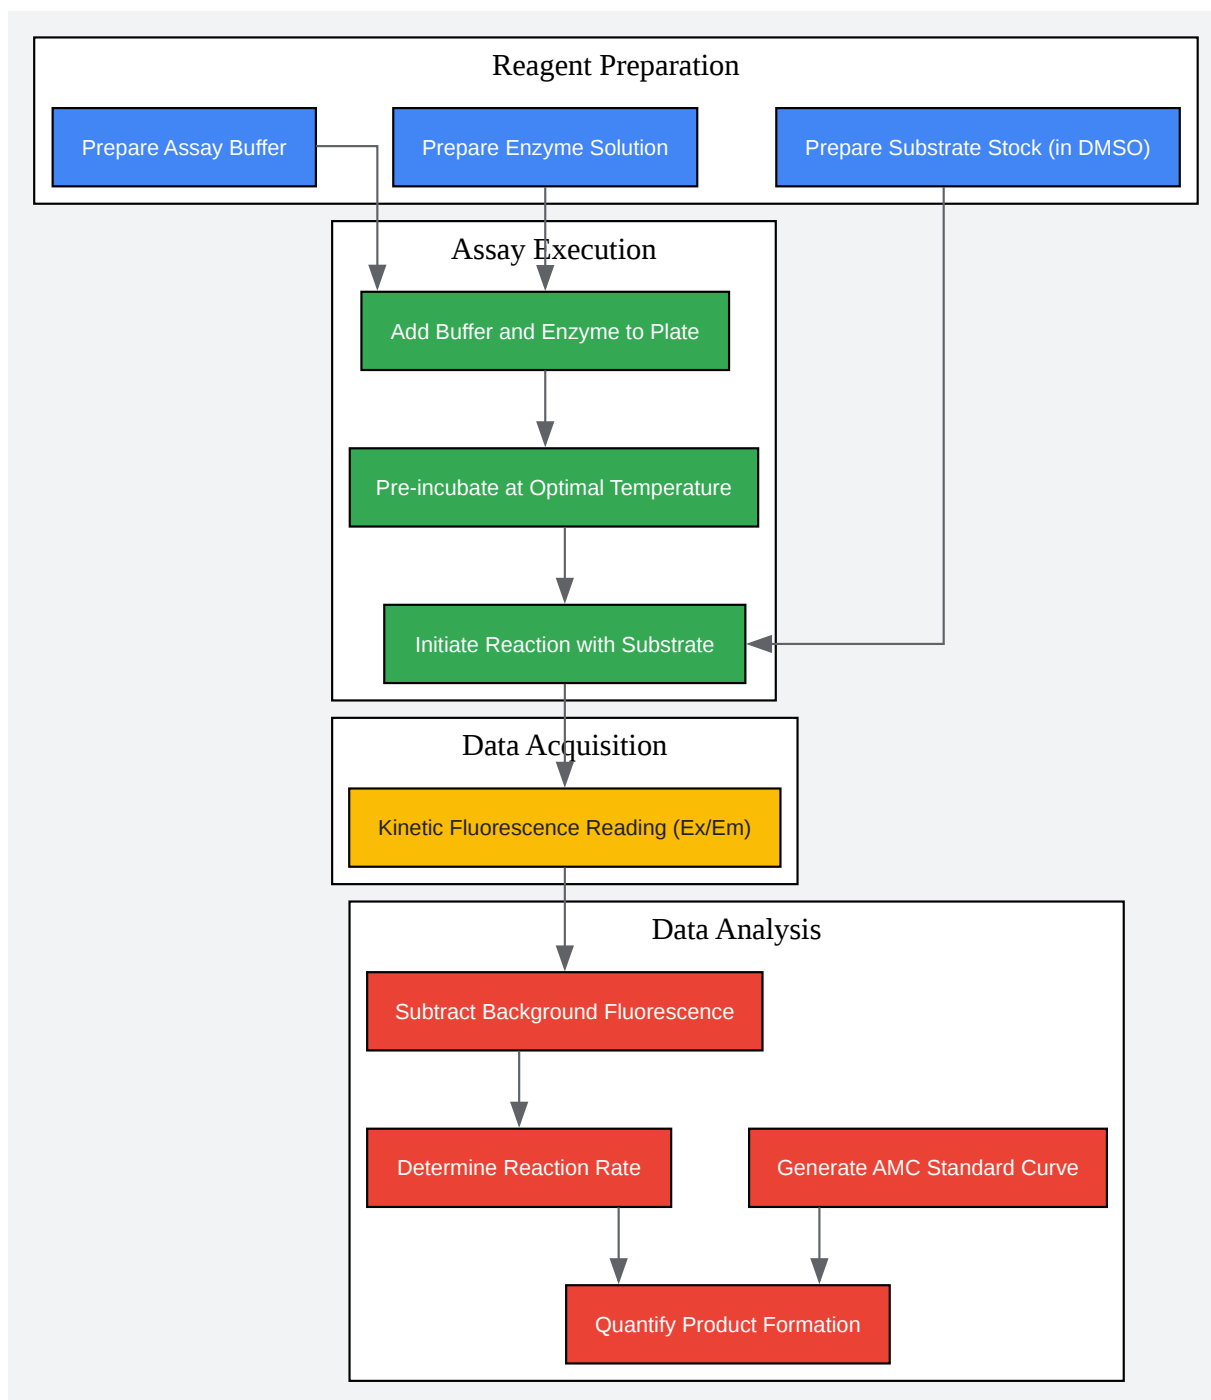 Reagent Preparation
Prepare Assay Buffer
Prepare Enzyme Solution
Prepare Substrate Stock (in DMSO)
Assay Execution
Add Buffer and Enzyme to Plate
Pre-incubate at Optimal Temperature
Initiate Reaction with Substrate
Data Acquisition
Kinetic Fluorescence Reading (Ex/Em)
Data Analysis
Subtract Background Fluorescence
Determine Reaction Rate
Generate AMC Standard Curve
Quantify Product Formation